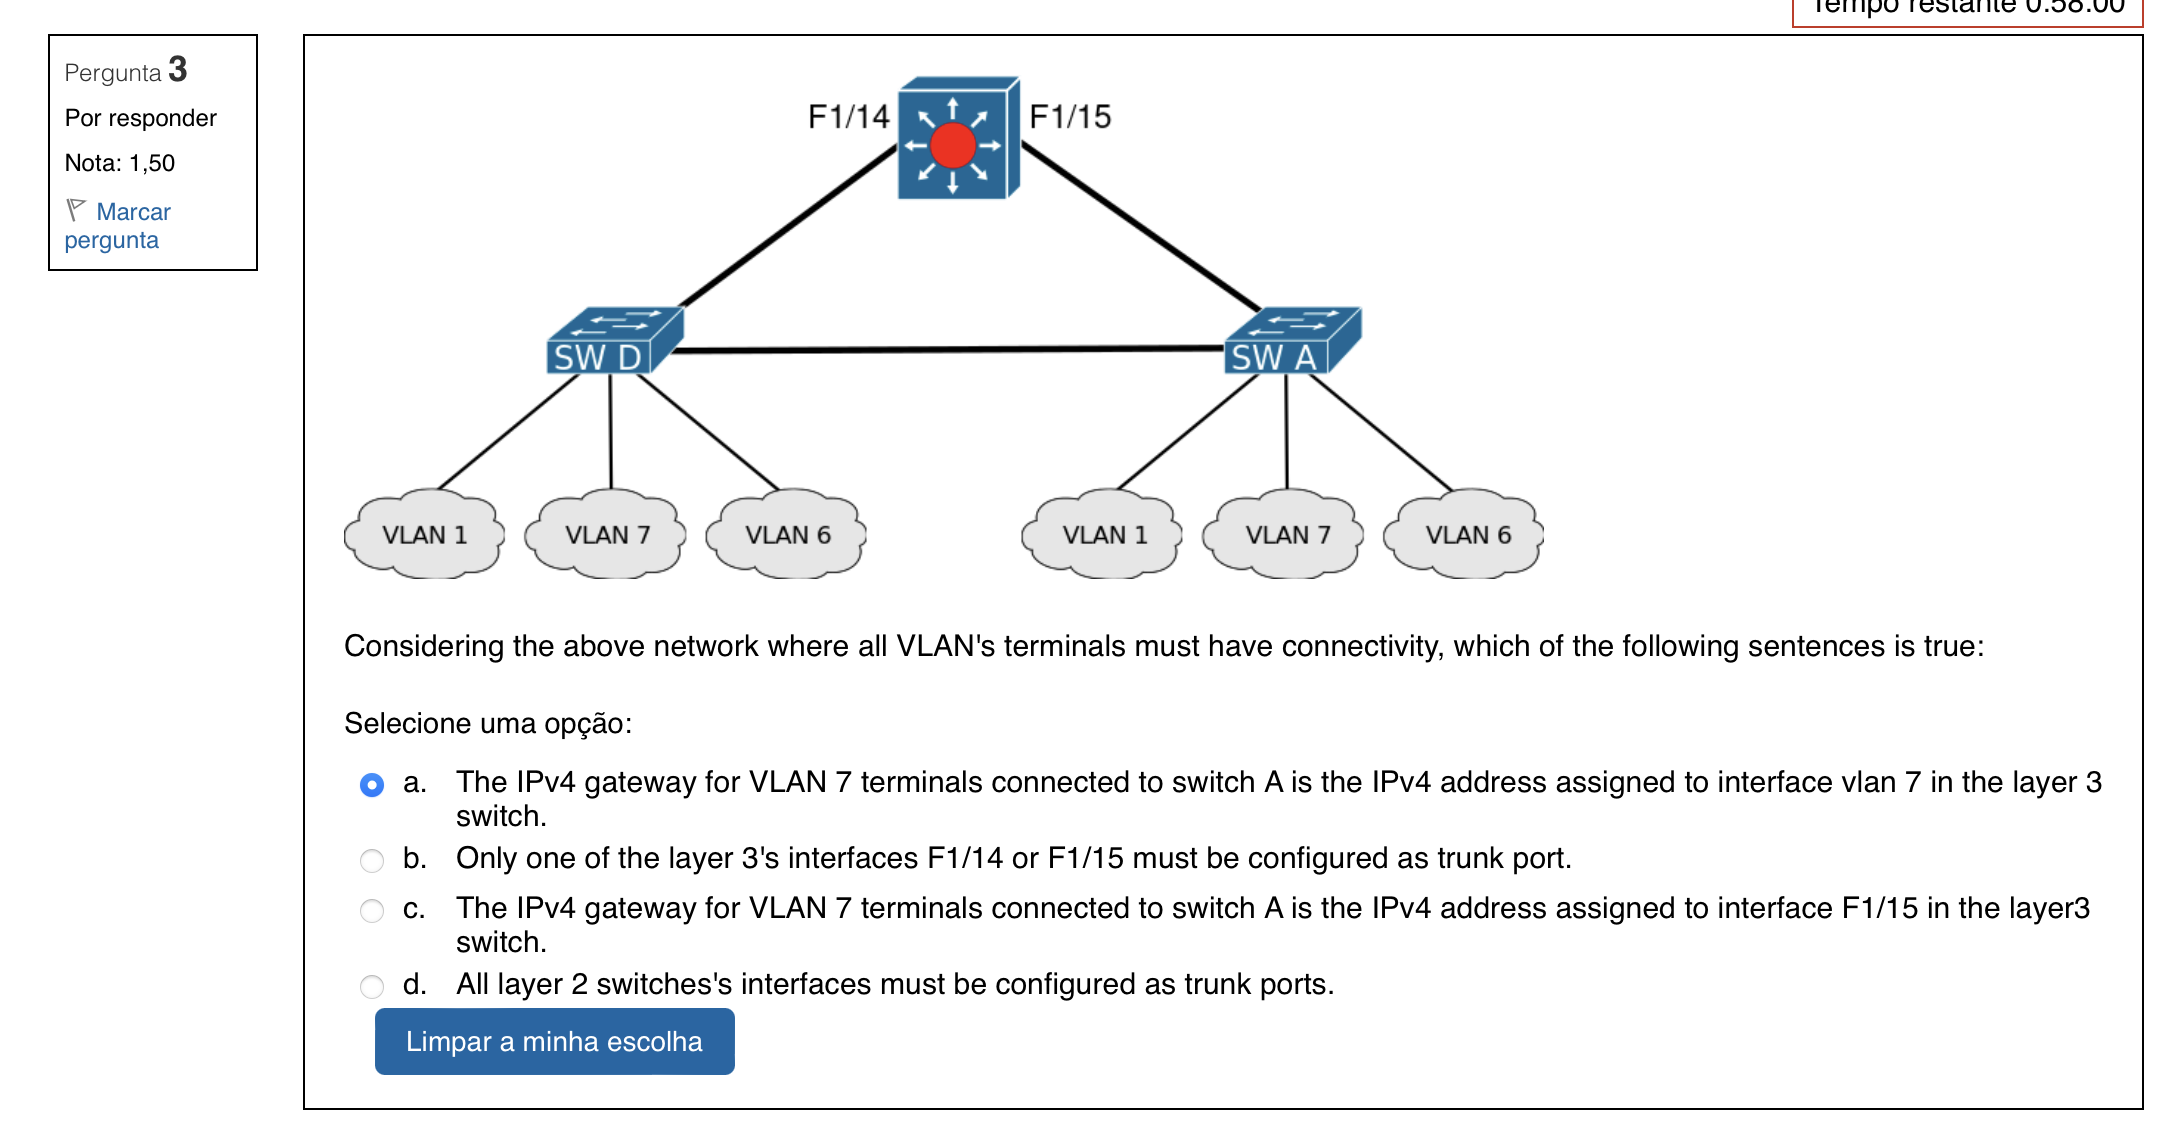 Tempo restante 0:58:00
Pergunta 3
Por responder
Nota: 1,50
Marcar
pergunta
F1/14
F1/15
SW D
SW A
VLAN 1
VLAN 7
VLAN 6
VLAN 1
VLAN 7
VLAN 6
Considering the above network where all VLAN's terminals must have connectivity, which of the following sentences is true:
Selecione uma opção:
a. The IPv4 gateway for VLAN 7 terminals connected to switch A is the IPv4 address assigned to interface vlan 7 in the layer 3
switch.
b. Only one of the layer 3's interfaces F1/14 or F1/15 must be configured as trunk port.
c. The IPv4 gateway for VLAN 7 terminals connected to switch A is the IPv4 address assigned to interface F1/15 in the layer3
switch.
d. All layer 2 switches's interfaces must be configured as trunk ports.
Limpar a minha escolha